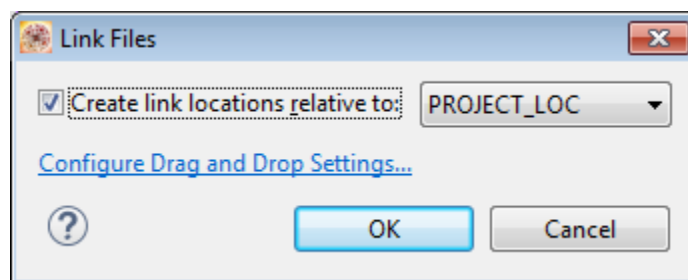 Link Files
Create link locations relative to: PROJECT_LOC
Configure Drag and Drop Settings...
? OK Cancel